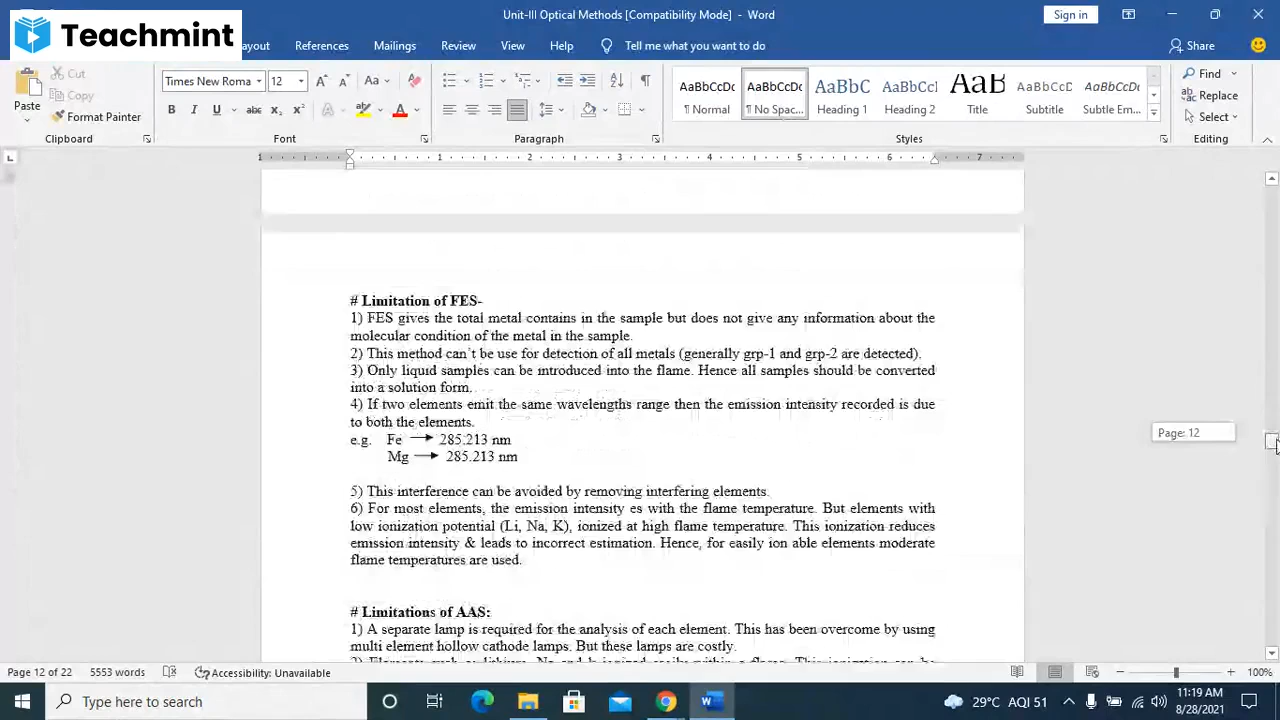 Unit-III Optical Methods [Compatibility Mode] - Word
Sign in
Teachmint
ayout References Mailings Review View Help Tell me what you want to do Share
Paste
Cut
Copy
Format Painter
Clipboard
Times New Roma 12
Aa
B I U abc x₂ x² A A
Font
Paragraph
AaBbCcDc AaBbCcDc AaBbC AaBbCcI AaB AaBbCcD AaBbCcDt
¶ Normal ¶ No Spac... Heading 1 Heading 2 Title Subtitle Subtle Em...
Styles
Find
Replace
Select
Editing
1 1 2 3 4 5 6 7
# Limitation of FES-
1) FES gives the total metal contains in the sample but does not give any information about the
molecular condition of the metal in the sample.
2) This method can't be use for detection of all metals (generally grp-1 and grp-2 are detected).
3) Only liquid samples can be introduced into the flame. Hence all samples should be converted
into a solution form.
4) If two elements emit the same wavelengths range then the emission intensity recorded is due
to both the elements.
e.g. Fe → 285.213 nm
Mg → 285.213 nm
Page: 12
5) This interference can be avoided by removing interfering elements.
6) For most elements, the emission intensity es with the flame temperature. But elements with
low ionization potential (Li, Na, K), ionized at high flame temperature. This ionization reduces
emission intensity & leads to incorrect estimation. Hence, for easily ion able elements moderate
flame temperatures are used.
# Limitations of AAS:
1) A separate lamp is required for the analysis of each element. This has been overcome by using
multi element hollow cathode lamps. But these lamps are costly.
Page 12 of 22 5553 words Accessibility: Unavailable 100%
Type here to search
29°C AQI 51
11:19 AM
8/28/2021